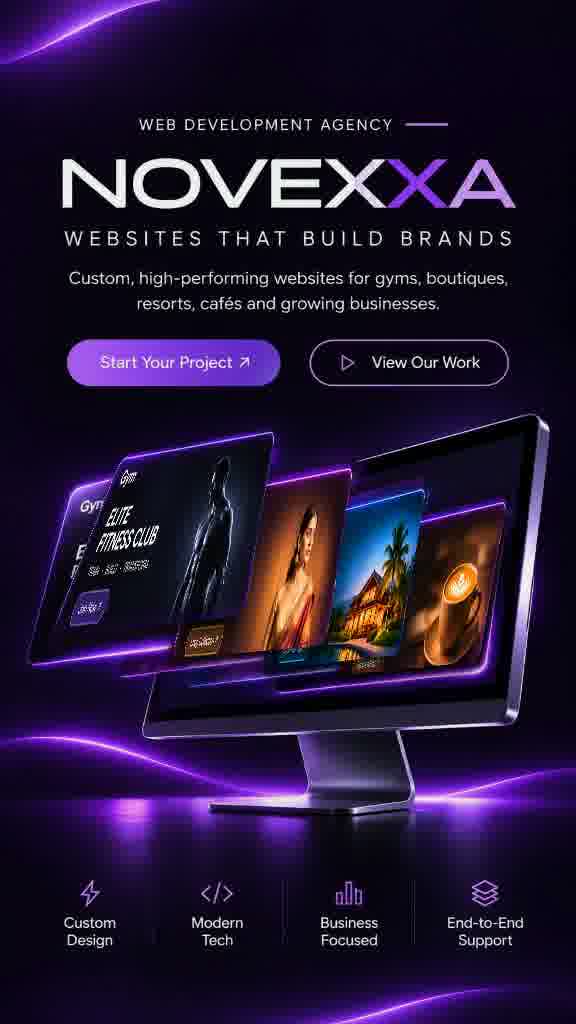 WEB DEVELOPMENT AGENCY
NOVEXXA
WEBSITES THAT BUILD BRANDS
Custom, high-performing websites for gyms, boutiques,
resorts, cafés and growing businesses.
Start Your Project
View Our Work
Gym
Gym
ELITE
FITNESS CLUB
Custom
Design
Modern
Tech
Business
Focused
End-to-End
Support